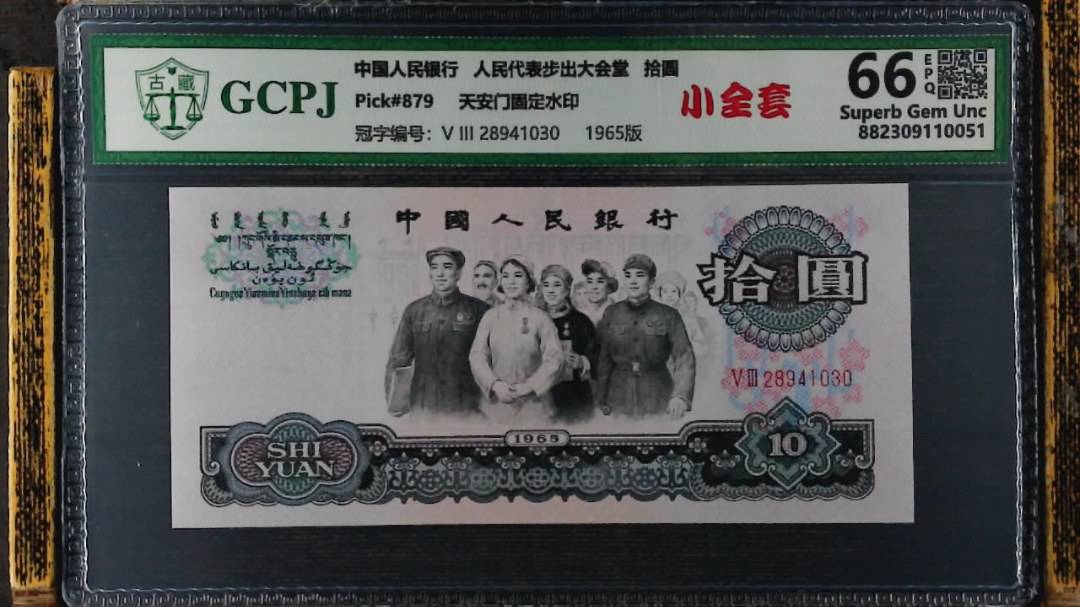 古藏
GCPJ
中国人民银行 人民代表步出大会堂 拾圆
Pick#879 天安门固定水印
冠字编号: V III 28941030 1965版
小全套
66 EPQ
Superb Gem Unc
882309110051
中國人民銀行
拾圓
V III 28941030
1965
SHI
YUAN
10